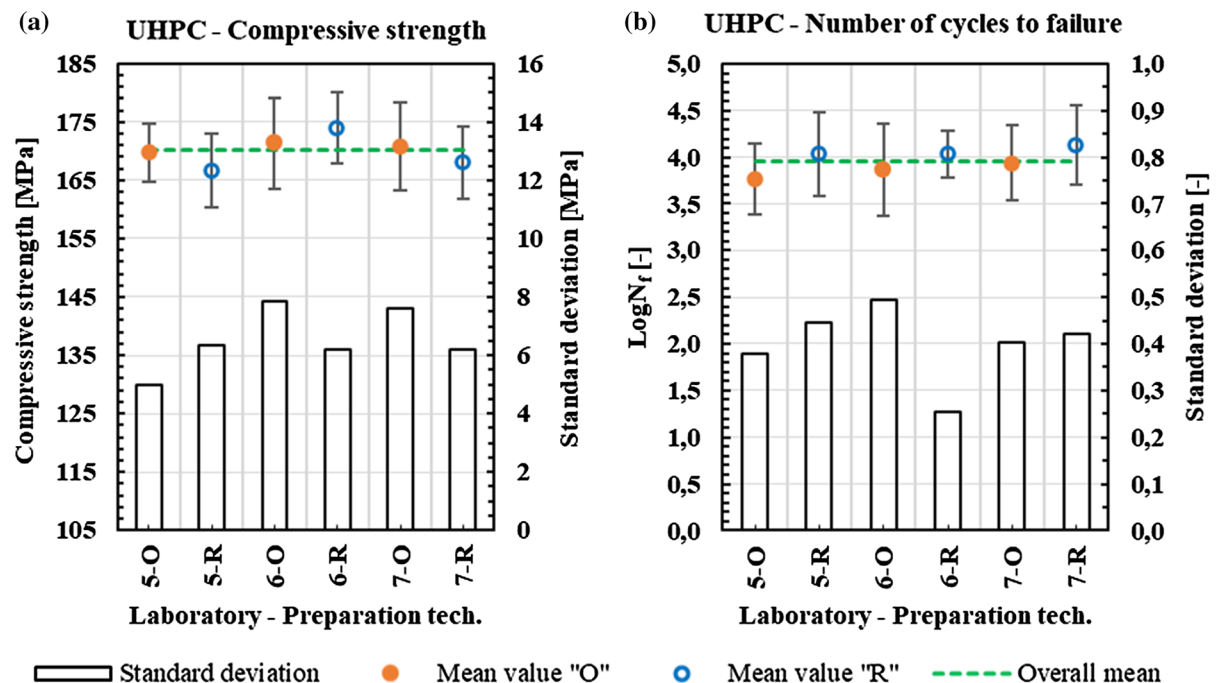 (a)
UHPC - Compressive strength
Compressive strength [MPa]
185
175
165
155
145
135
125
115
105
16
14
12
10
8
6
4
2
0
Standard deviation [MPa]
5-O
5-R
6-O
6-R
7-O
7-R
Laboratory - Preparation tech.
(b)
UHPC - Number of cycles to failure
LogNf [-]
5,0
4,5
4,0
3,5
3,0
2,5
2,0
1,5
1,0
0,5
0,0
1,0
0,9
0,8
0,7
0,6
0,5
0,4
0,3
0,2
0,1
0,0
Standard deviation [-]
5-O
5-R
6-O
6-R
7-O
7-R
Laboratory - Preparation tech.
Standard deviation Mean value "O" Mean value "R" Overall mean